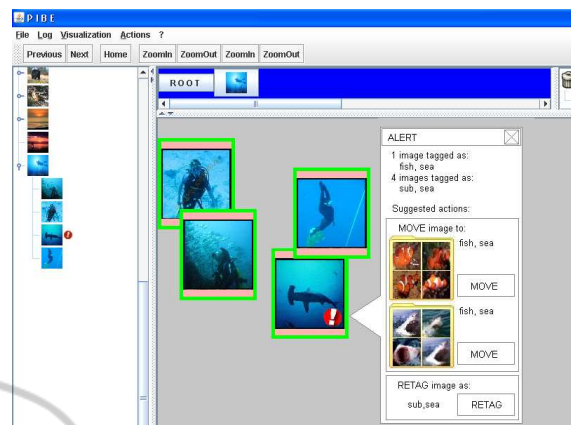 PIBE
File Log Visualization Actions ?
Previous Next Home ZoomIn ZoomOut ZoomIn ZoomOut
ROOT
ALERT
1 image tagged as:
fish, sea
4 images tagged as:
sub, sea
Suggested actions:
MOVE image to:
fish, sea
MOVE
fish, sea
MOVE
RETAG image as:
sub,sea RETAG